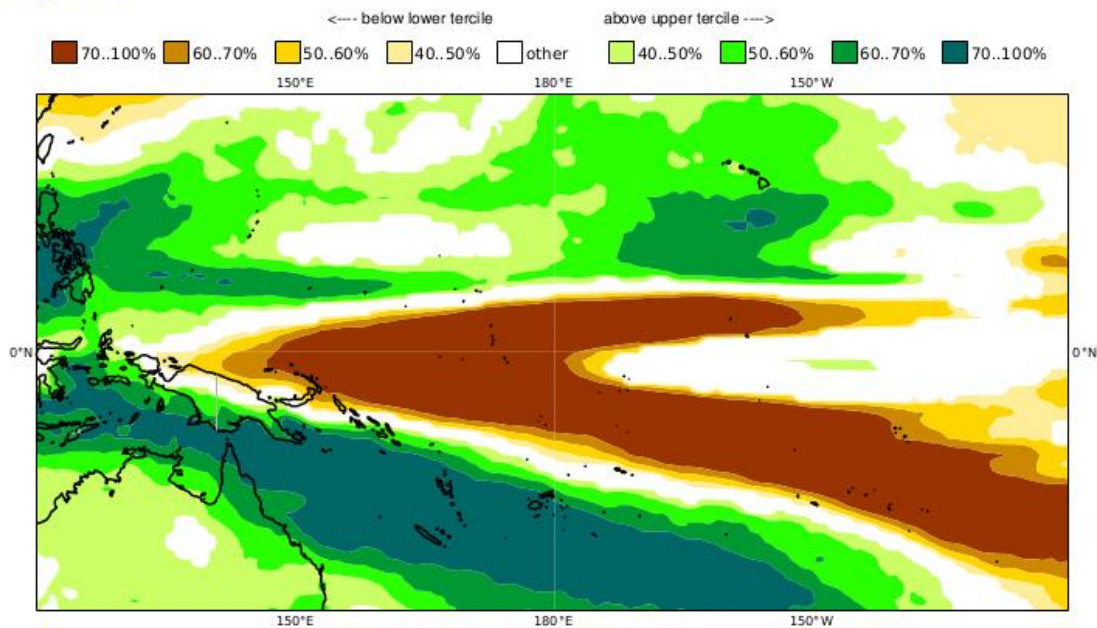 <---- below lower tercile above upper tercile ---->
70..100% 60..70% 50..60% 40..50% other 40..50% 50..60% 60..70% 70..100%
150°E 180°E 150°W
0°N 0°N
150°E 180°E 150°W